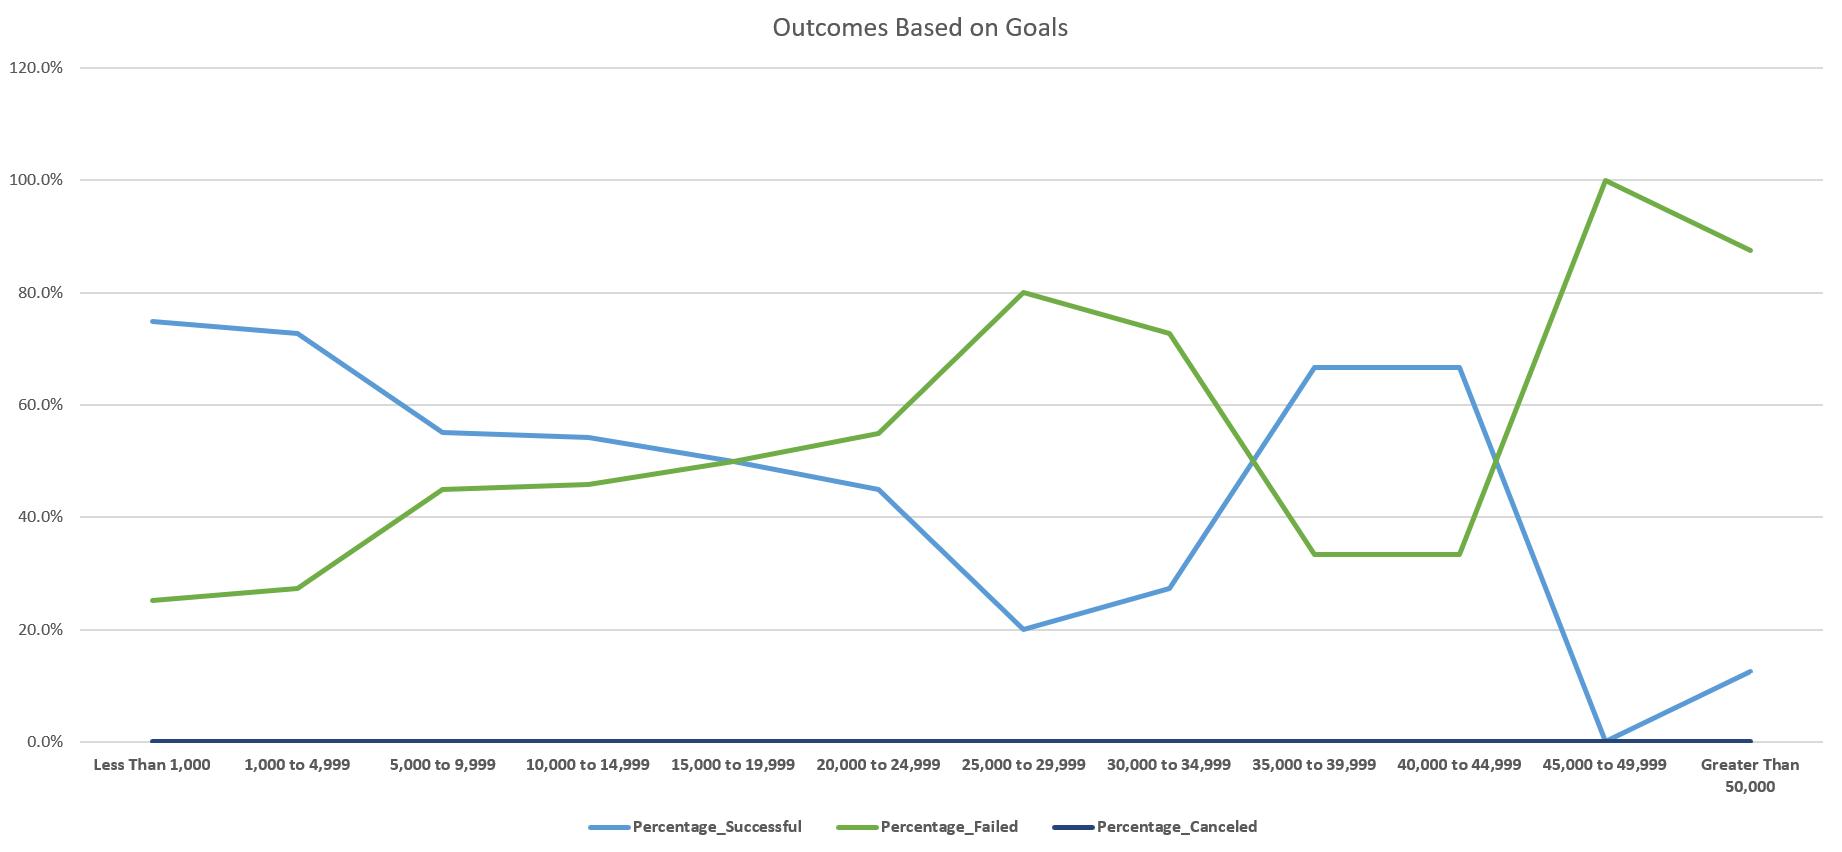 Outcomes Based on Goals
120.0%
100.0%
80.0%
60.0%
40.0%
20.0%
0.0%
Less Than 1,000 1,000 to 4,999 5,000 to 9,999 10,000 to 14,999 15,000 to 19,999 20,000 to 24,999 25,000 to 29,999 30,000 to 34,999 35,000 to 39,999 40,000 to 44,999 45,000 to 49,999 Greater Than
50,000
Percentage_Successful Percentage_Failed Percentage_Canceled